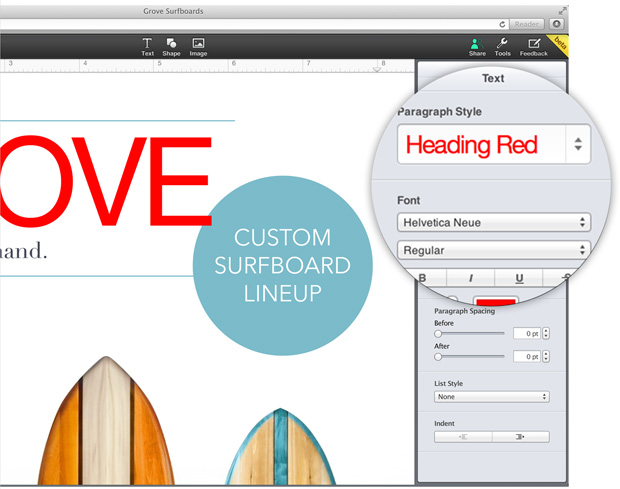 Grove Surfboards
Reader
Text Shape Image Share Tools Feedback
beta
3 4 5 6 7 8
Text
Paragraph Style
Heading Red
OVE
hand.
CUSTOM
SURFBOARD
LINEUP
Font
Helvetica Neue
Regular
B I U S
Paragraph Spacing
Before
0 pt
After
0 pt
List Style
None
Indent